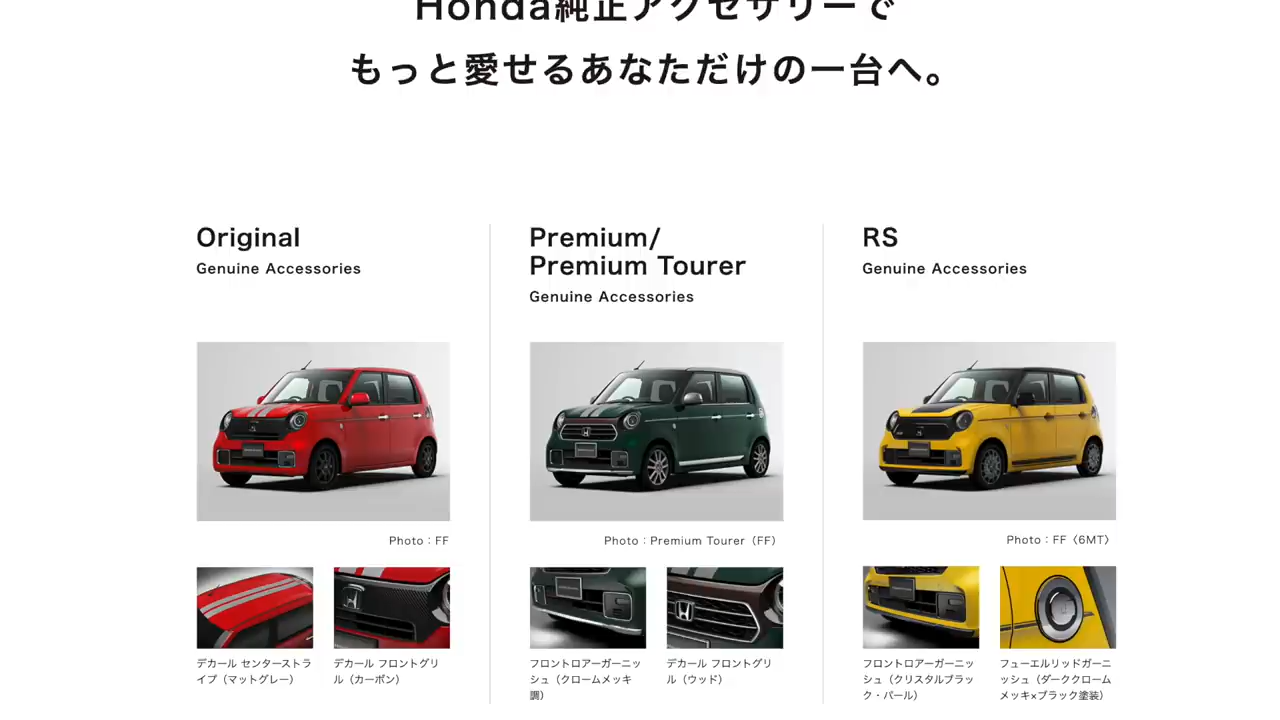 Honda純正アクセサリーで
もっと愛せるあなただけの一台へ。
Original
Genuine Accessories
Photo：FF
デカール センターストラ
イプ（マットグレー）
デカール フロントグリ
ル（カーボン）
Premium/
Premium Tourer
Genuine Accessories
Photo：Premium Tourer（FF）
フロントロアーガーニッ
シュ（クロームメッキ
調）
デカール フロントグリ
ル（ウッド）
RS
Genuine Accessories
Photo：FF〈6MT〉
フロントロアーガーニッ
シュ（クリスタルブラッ
ク・パール）
フューエルリッドガーニ
ッシュ（ダーククローム
メッキ×ブラック塗装）